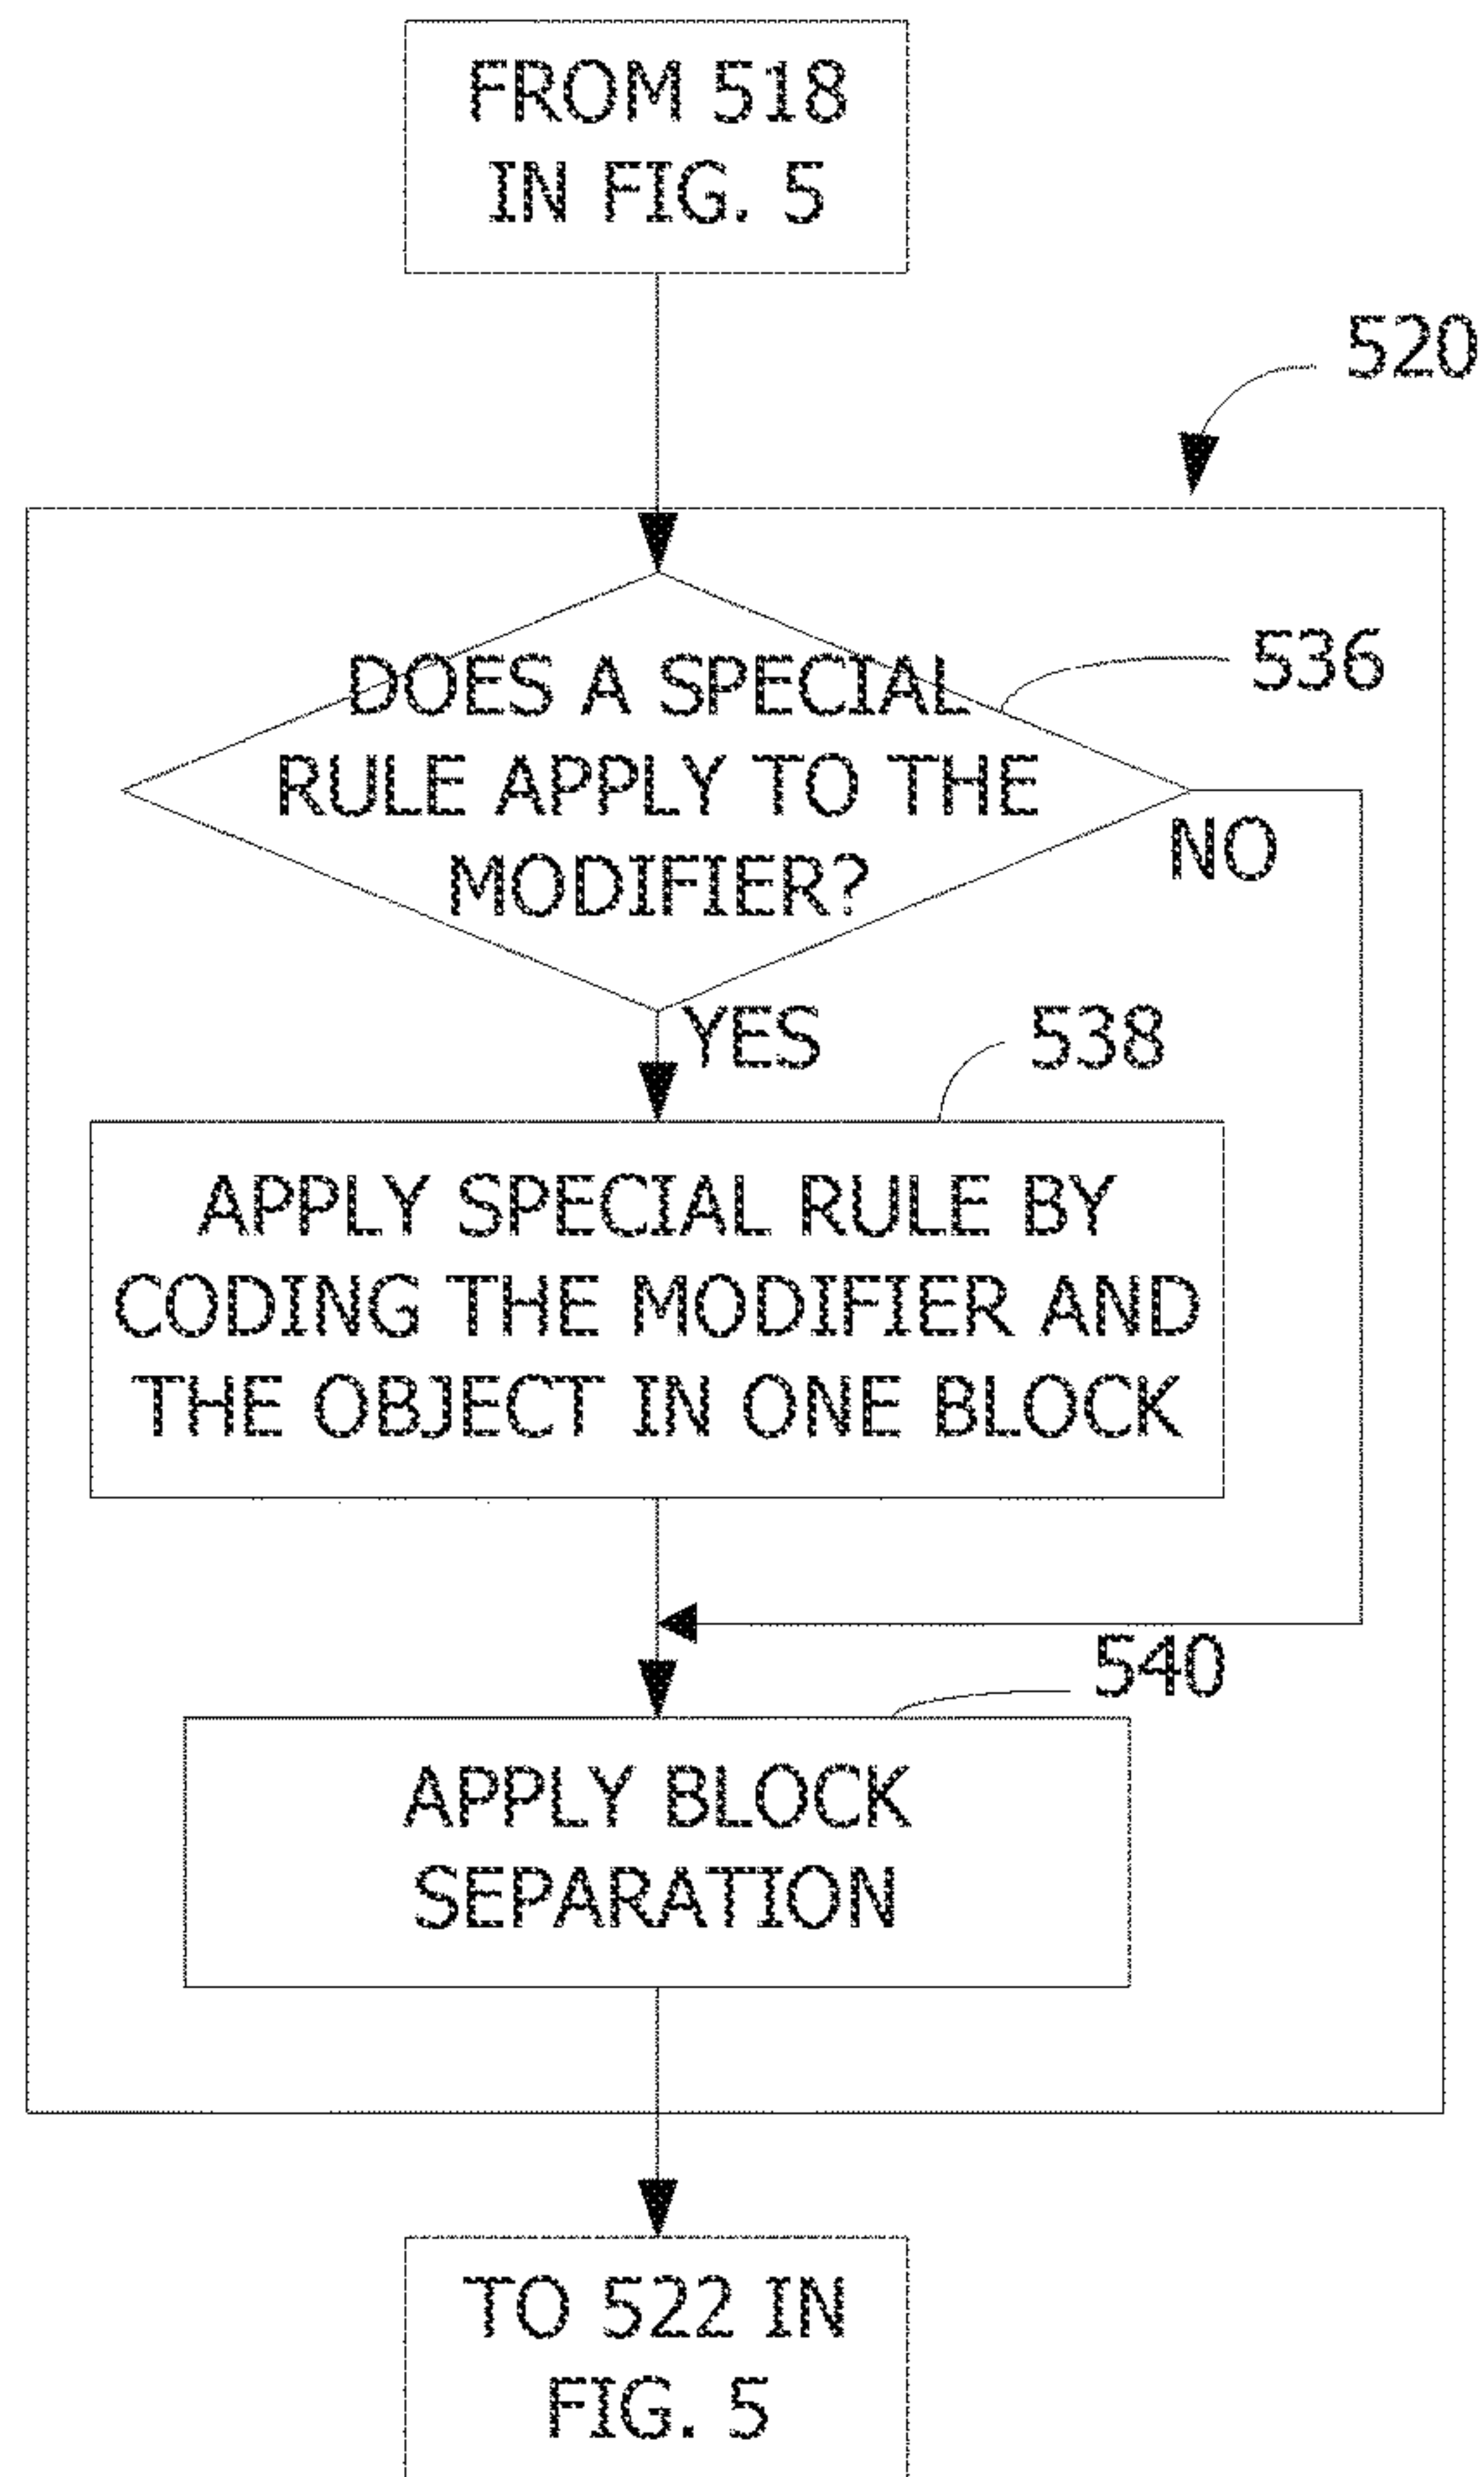 FROM 518
IN FIG. 5
520
DOES A SPECIAL
RULE APPLY TO THE
MODIFIER?
536
NO
YES
538
APPLY SPECIAL RULE BY
CODING THE MODIFIER AND
THE OBJECT IN ONE BLOCK
540
APPLY BLOCK
SEPARATION
TO 522 IN
FIG. 5